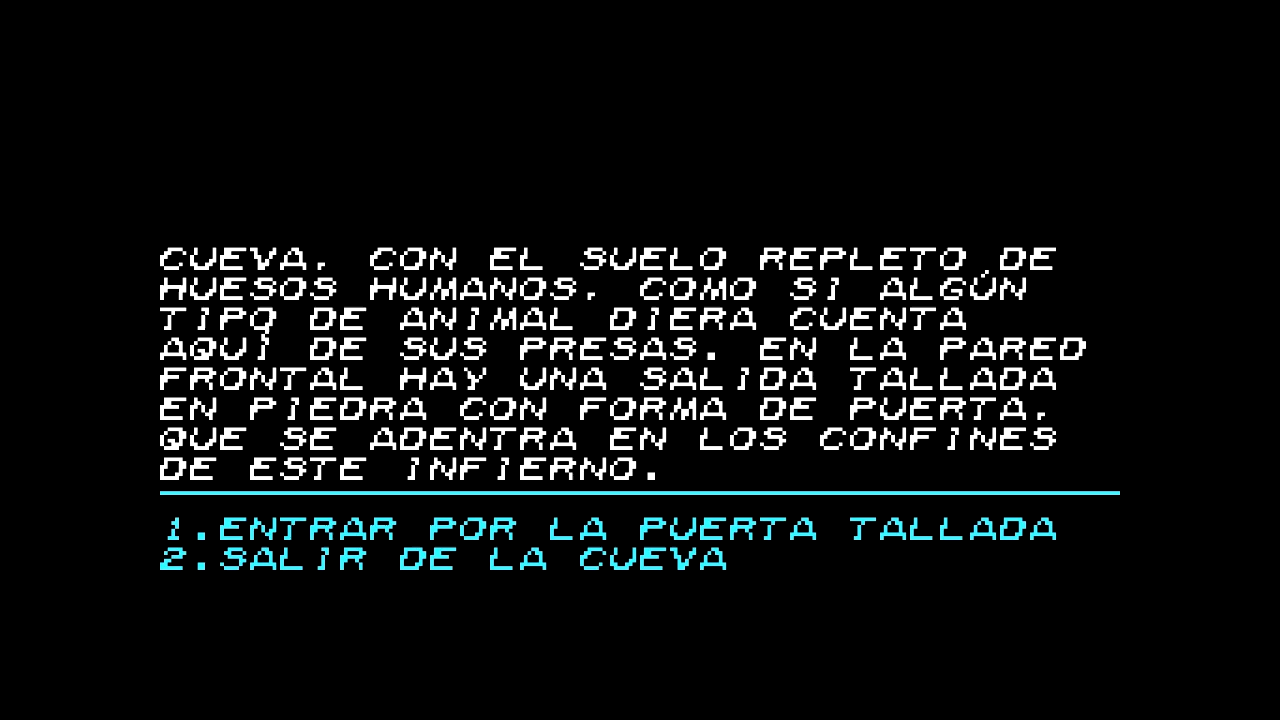 CUEVA, CON EL SUELO REPLETO DE
HUESOS HUMANOS, COMO SI ALGÚN
TIPO DE ANIMAL DIERA CUENTA
AQUÍ DE SUS PRESAS. EN LA PARED
FRONTAL HAY UNA SALIDA TALLADA
EN PIEDRA CON FORMA DE PUERTA,
QUE SE ADENTRA EN LOS CONFINES
DE ESTE INFIERNO.
1.ENTRAR POR LA PUERTA TALLADA
2.SALIR DE LA CUEVA